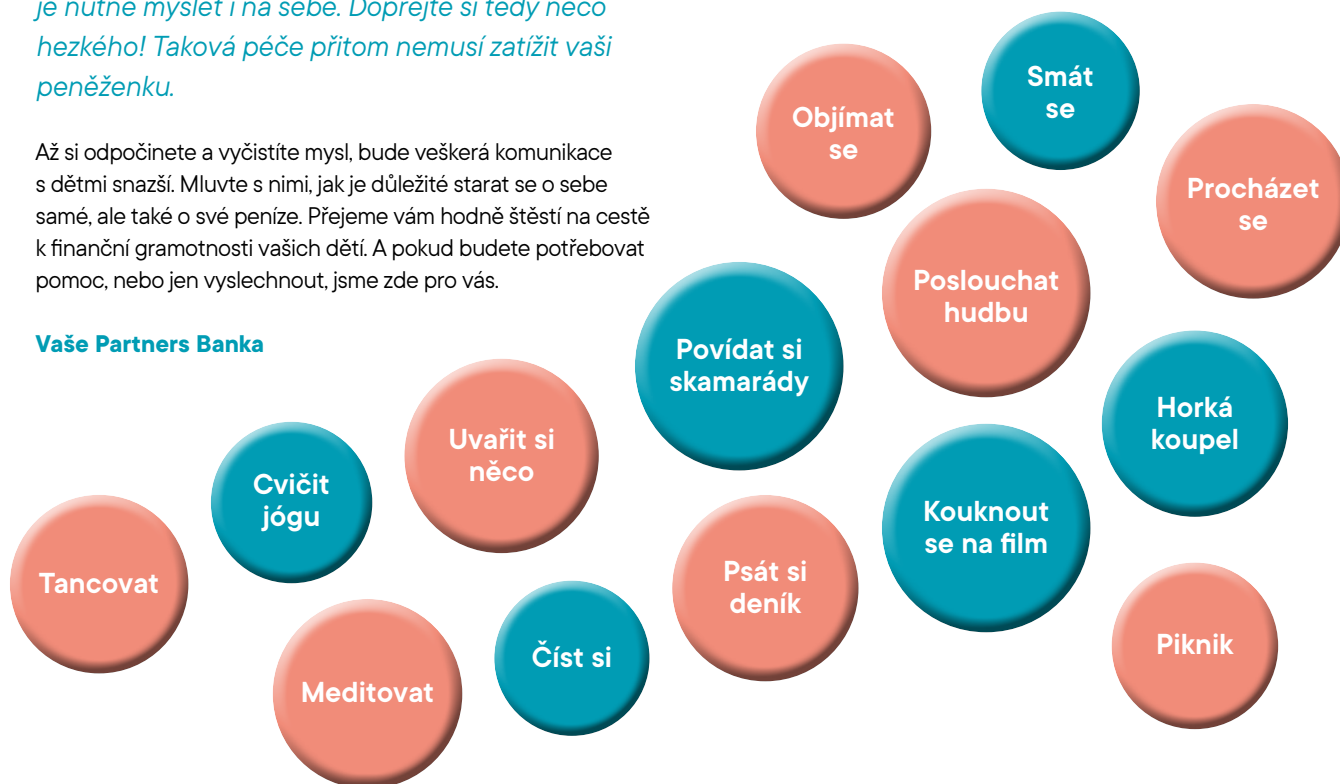 je nutné myslet i na sebe. Dopřejte si tedy něco
hezkého! Taková péče přitom nemusí zatížit vaši
peněženku.
Až si odpočinete a vyčistíte mysl, bude veškerá komunikace
s dětmi snazší. Mluvte s nimi, jak je důležité starat se o sebe
samé, ale také o své peníze. Přejeme vám hodně štěstí na cestě
k finanční gramotnosti vašich dětí. A pokud budete potřebovat
pomoc, nebo jen vyslechnout, jsme zde pro vás.
Vaše Partners Banka
Smát
se
Objímat
se
Procházet
se
Poslouchat
hudbu
Povídat si
skamarády
Horká
koupel
Uvařit si
něco
Cvičit
jógu
Kouknout
se na film
Tancovat
Psát si
deník
Číst si
Piknik
Meditovat